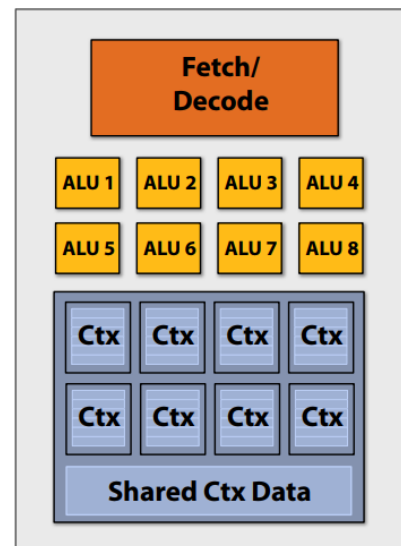 Fetch/
Decode
ALU 1 ALU 2 ALU 3 ALU 4
ALU 5 ALU 6 ALU 7 ALU 8
Ctx Ctx Ctx Ctx
Ctx Ctx Ctx Ctx
Shared Ctx Data